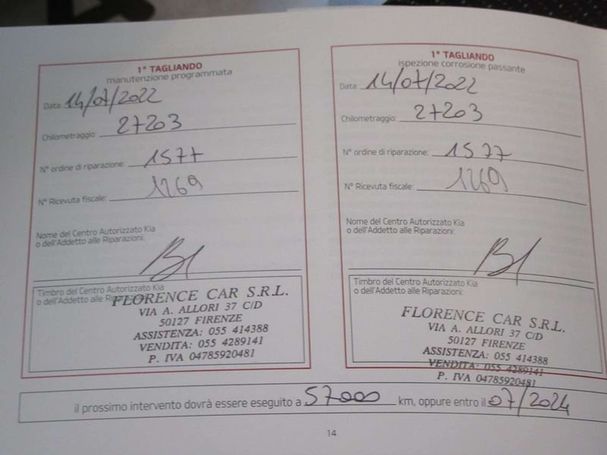 1° TAGLIANDO
manutenzione programmata
Data: 14/07/2022
Chilometraggio: 27203
N° ordine di riparazione: 1577
N° Ricevuta fiscale: 1269
Nome del Centro Autorizzato Kia
o dell'Addetto alle Riparazioni:
Timbro del Centro Autorizzato Kia
o dell'Addetto alle
FLORENCE CAR S.R.L.
VIA A. ALLORI 37 C/D
50127 FIRENZE
ASSISTENZA: 055 414388
VENDITA: 055 4289141
P. IVA 04785920481
1° TAGLIANDO
ispezione corrosione passante
Data: 14/07/2022
Chilometraggio: 27203
N° ordine di riparazione: 1577
N° Ricevuta fiscale: 1269
Nome del Centro Autorizzato Kia
o dell'Addetto alle Riparazioni:
Timbro del Centro Autorizzato Kia
o dell'Addetto alle Riparazioni:
FLORENCE CAR S.R.L.
VIA A. ALLORI 37 C/D
50127 FIRENZE
ASSISTENZA: 055 414388
VENDITA: 055 4289141
P. IVA 04785920481
il prossimo intervento dovrà essere eseguito a 57000 km, oppure entro il 07/2024
14